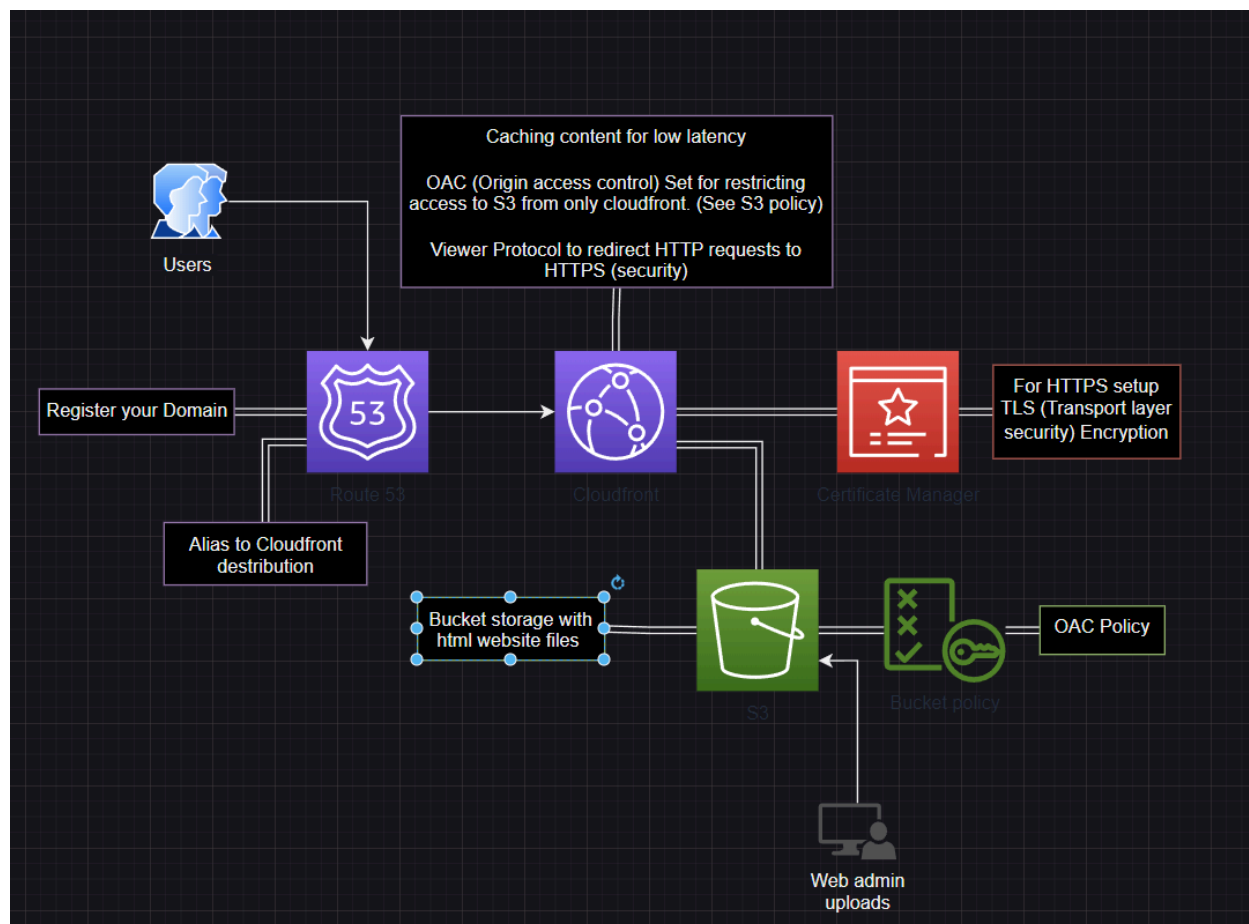 Caching content for low latency
OAC (Origin access control) Set for restricting
access to S3 from only cloudfront. (See S3 policy)
Viewer Protocol to redirect HTTP requests to
HTTPS (security)
Users
Register your Domain
53
For HTTPS setup
TLS (Transport layer
security) Encryption
Route 53
Cloudfront
Certificate Manager
Alias to Cloudfront
destribution
Bucket storage with
html website files
OAC Policy
S3
Bucket policy
Web admin
uploads